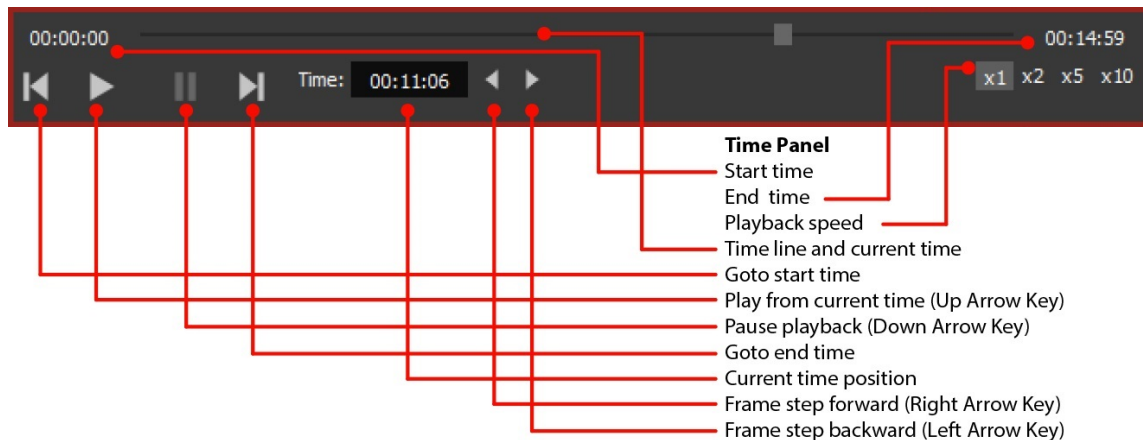 00:00:00
00:14:59
Time: 00:11:06
x1 x2 x5 x10
Time Panel
Start time
End time
Playback speed
Time line and current time
Goto start time
Play from current time (Up Arrow Key)
Pause playback (Down Arrow Key)
Goto end time
Current time position
Frame step forward (Right Arrow Key)
Frame step backward (Left Arrow Key)